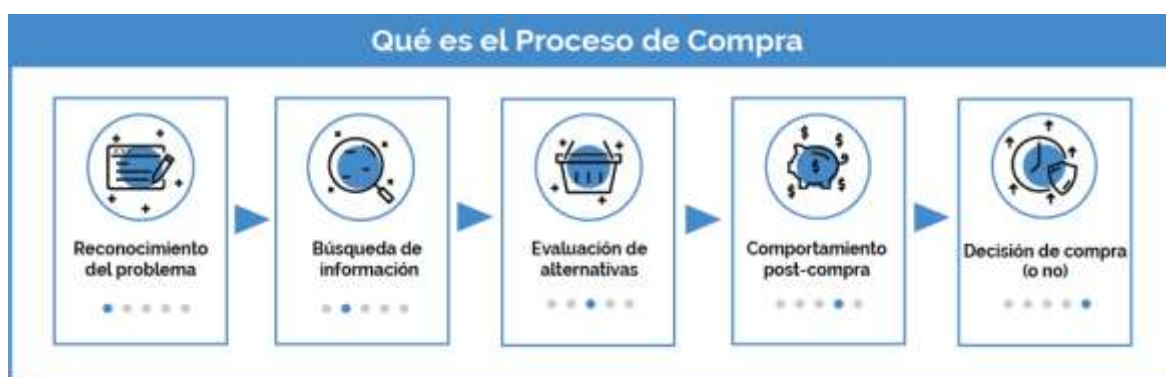 Qué es el Proceso de Compra
Reconocimiento
del problema
Búsqueda de
información
Evaluación de
alternativas
Comportamiento
post-compra
Decisión de compra
(o no)